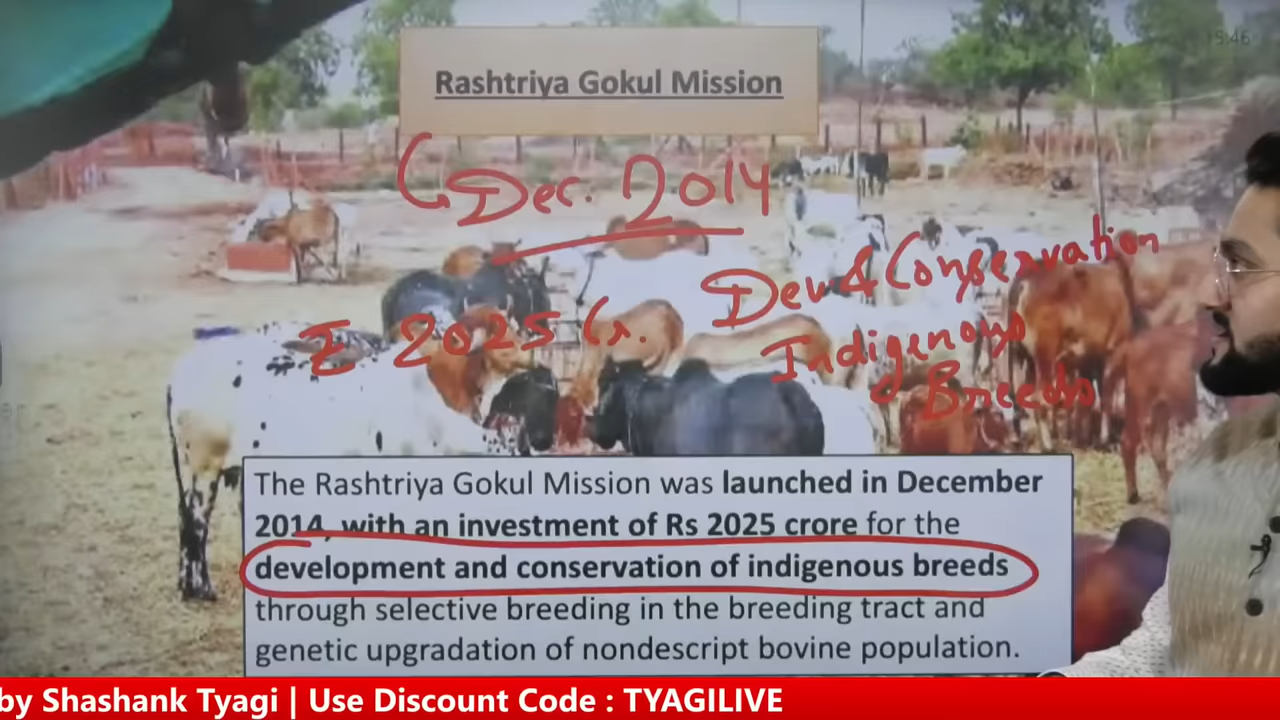 15:46
Rashtriya Gokul Mission
Dec. 2014
Dev & Conservation
₹ 2025 Cr.
Indigenous
Breeds
The Rashtriya Gokul Mission was launched in December
2014, with an investment of Rs 2025 crore for the
development and conservation of indigenous breeds
through selective breeding in the breeding tract and
genetic upgradation of nondescript bovine population.
by Shashank Tyagi | Use Discount Code : TYAGILIVE